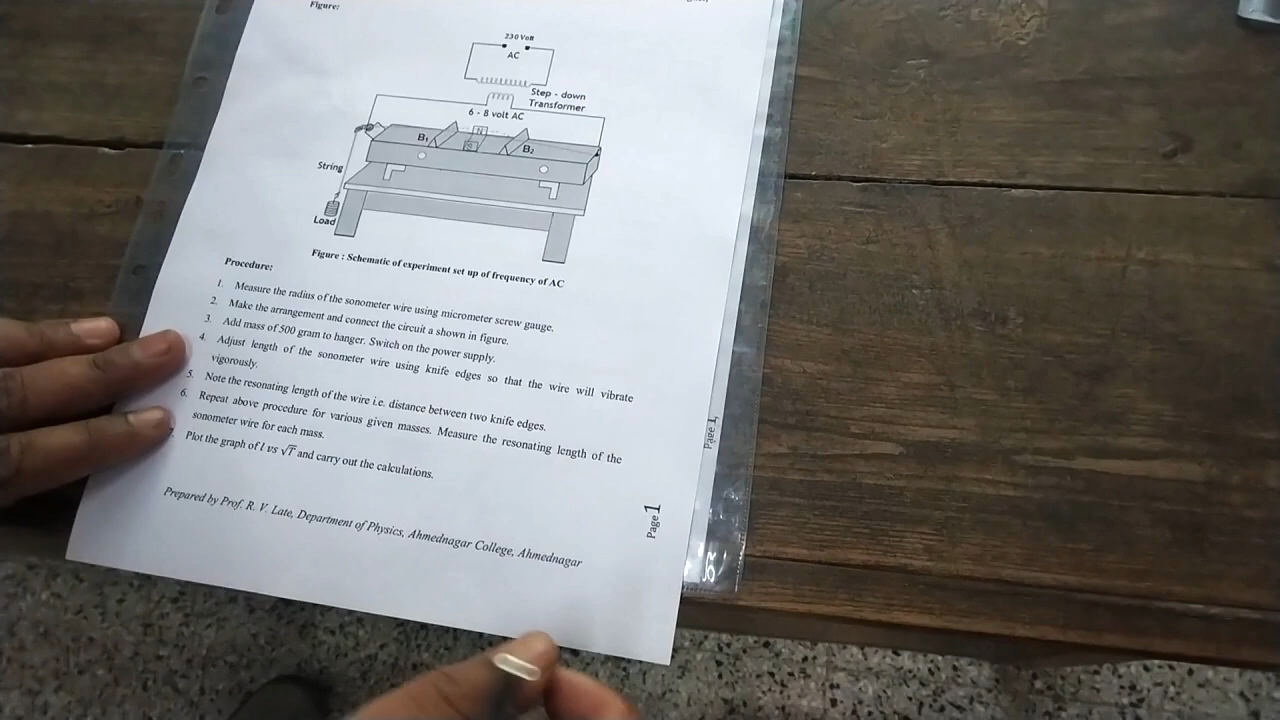 Figure:
230 Volt
AC
Step - down
Transformer
6 - 8 volt AC
B₁
N
S
B₂
String
Load
Figure : Schematic of experiment set up of frequency of AC
Procedure:
1. Measure the radius of the sonometer wire using micrometer screw gauge.
2. Make the arrangement and connect the circuit a shown in figure.
3. Add mass of 500 gram to hanger. Switch on the power supply.
4. Adjust length of the sonometer wire using knife edges so that the wire will vibrate
vigorously.
5. Note the resonating length of the wire i.e. distance between two knife edges.
6. Repeat above procedure for various given masses. Measure the resonating length of the
sonometer wire for each mass.
7. Plot the graph of l vs √T and carry out the calculations.
Prepared by Prof. R. V. Late, Department of Physics, Ahmednagar College, Ahmednagar
Page 1
Page 1